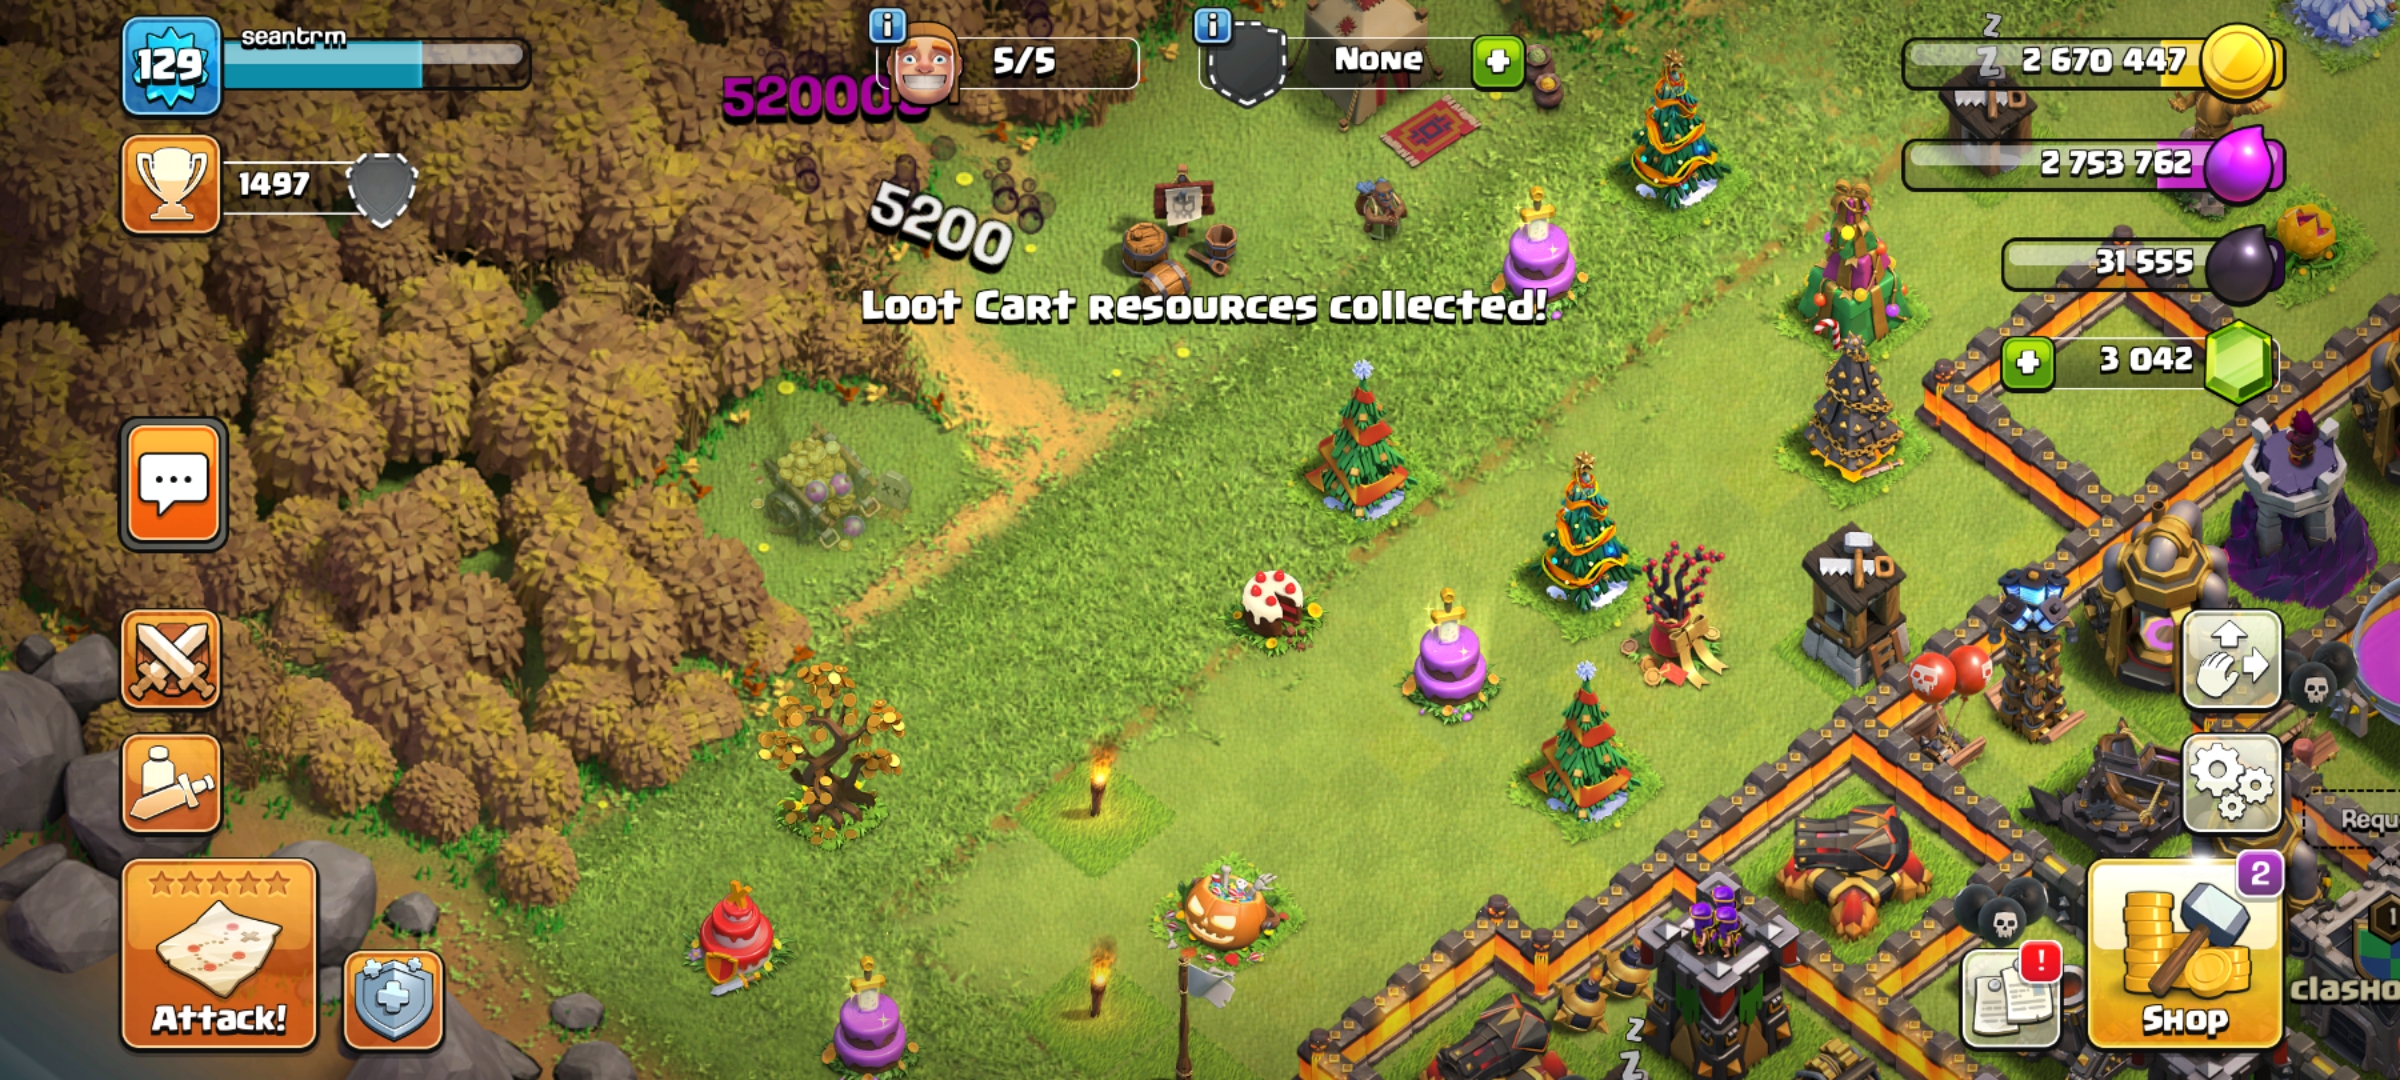 129
seantrm
5/5
None
2 670 447
1497
2 753 762
520000
5200
31 555
Loot Cart resources collected!
3 042
2
Attack!
!
Shop